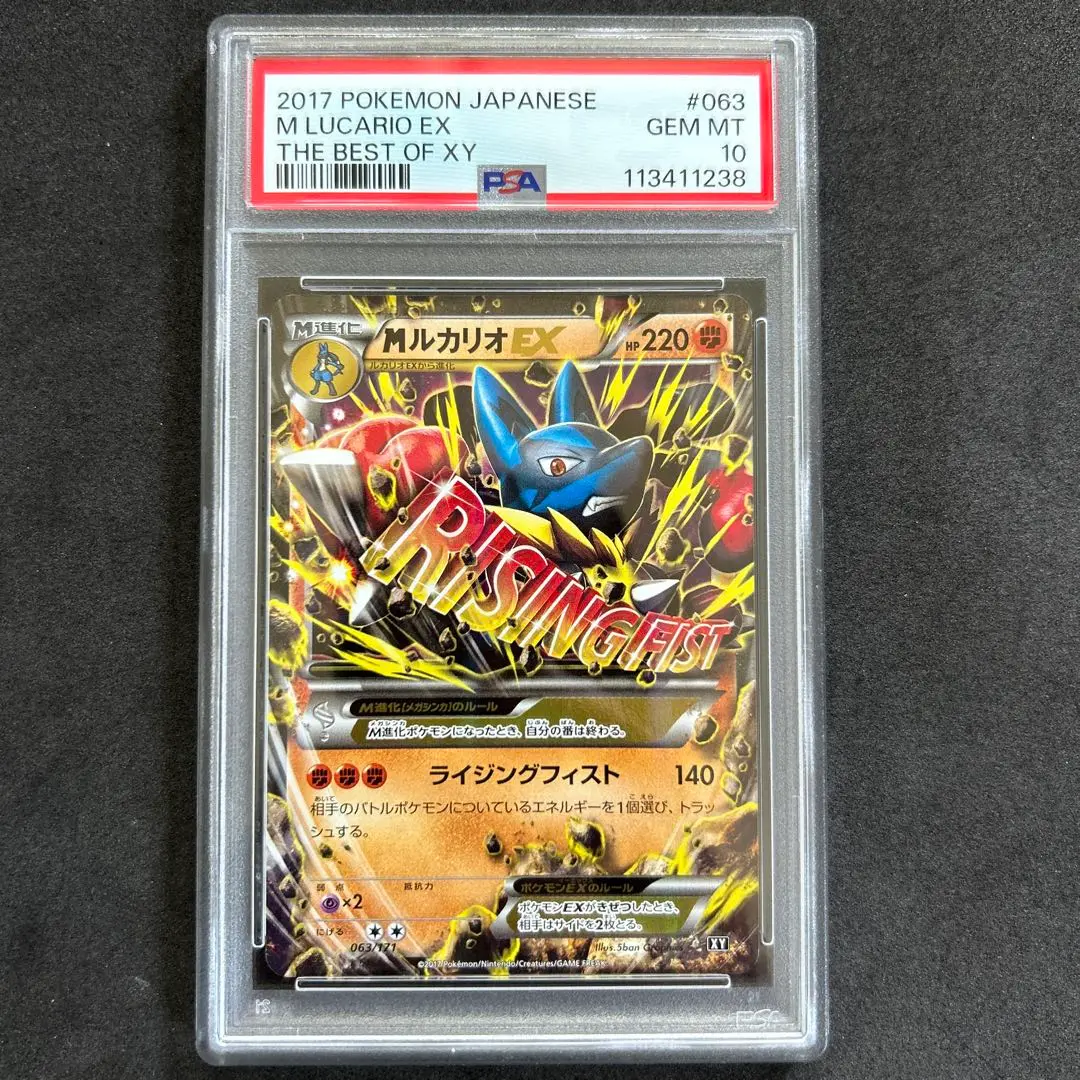 2017 POKEMON JAPANESE #063
M LUCARIO EX GEM MT
THE BEST OF XY 10
PSA 113411238
M進化
MルカリオEX HP220
ルカリオEXから進化
RISING FIST
M進化[メガシンカ]のルール
M進化ポケモンになったとき、自分の番は終わる。
ライジングフィスト 140
相手のバトルポケモンについているエネルギーを1個選び、トラッ
シュする。
弱点 抵抗力
×2
にげる
ポケモンEXのルール
ポケモンEXがきぜつしたとき、
相手はサイドを2枚とる。
063/171
Illus.5ban Graphics XY
©2017 Pokémon/Nintendo/Creatures/GAME FREAK
PSA